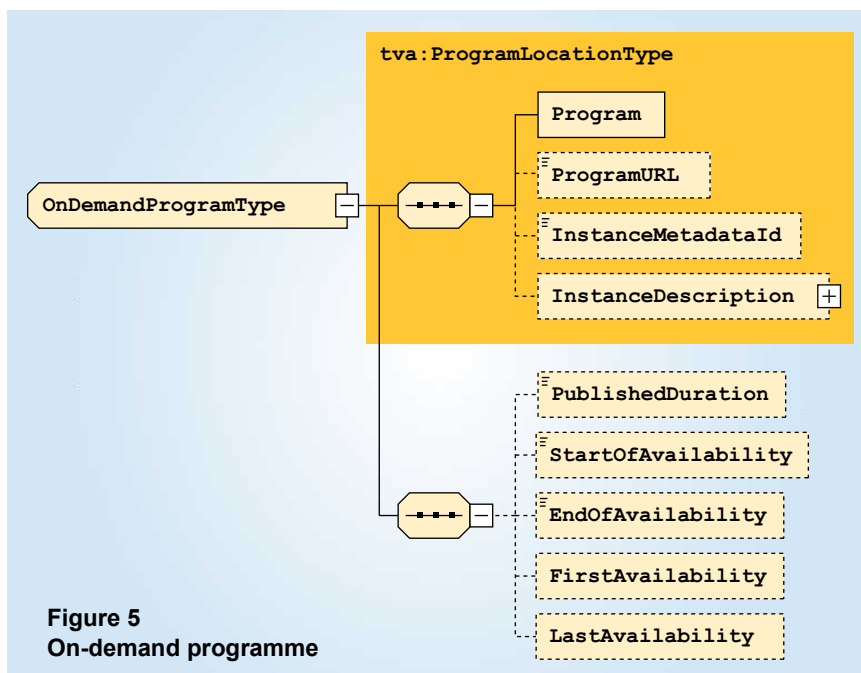 tva:ProgramLocationType
Program
ProgramURL
OnDemandProgramType
InstanceMetadataId
InstanceDescription
PublishedDuration
StartOfAvailability
EndOfAvailability
FirstAvailability
LastAvailability
Figure 5
On-demand programme